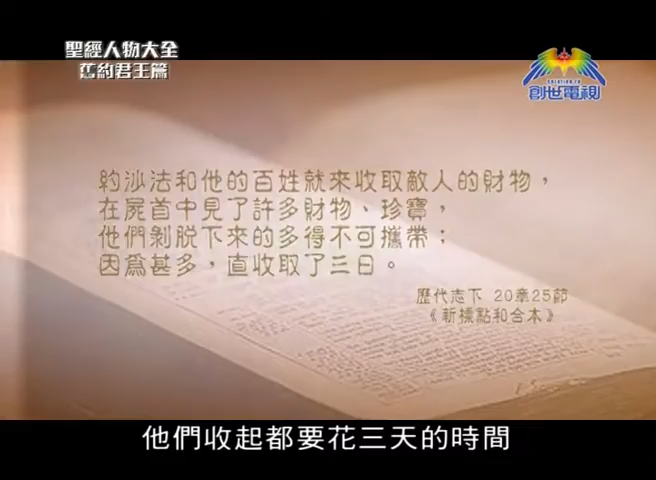 聖經人物大全
舊約君王篇
CREATION TV
創世電視
約沙法和他的百姓就來收取敵人的財物，
在屍首中見了許多財物、珍寶，
他們剝脫下來的多得不可攜帶；
因為甚多，直收取了三日。
歷代志下 20章25節
《新標點和合本》
他們收起都要花三天的時間